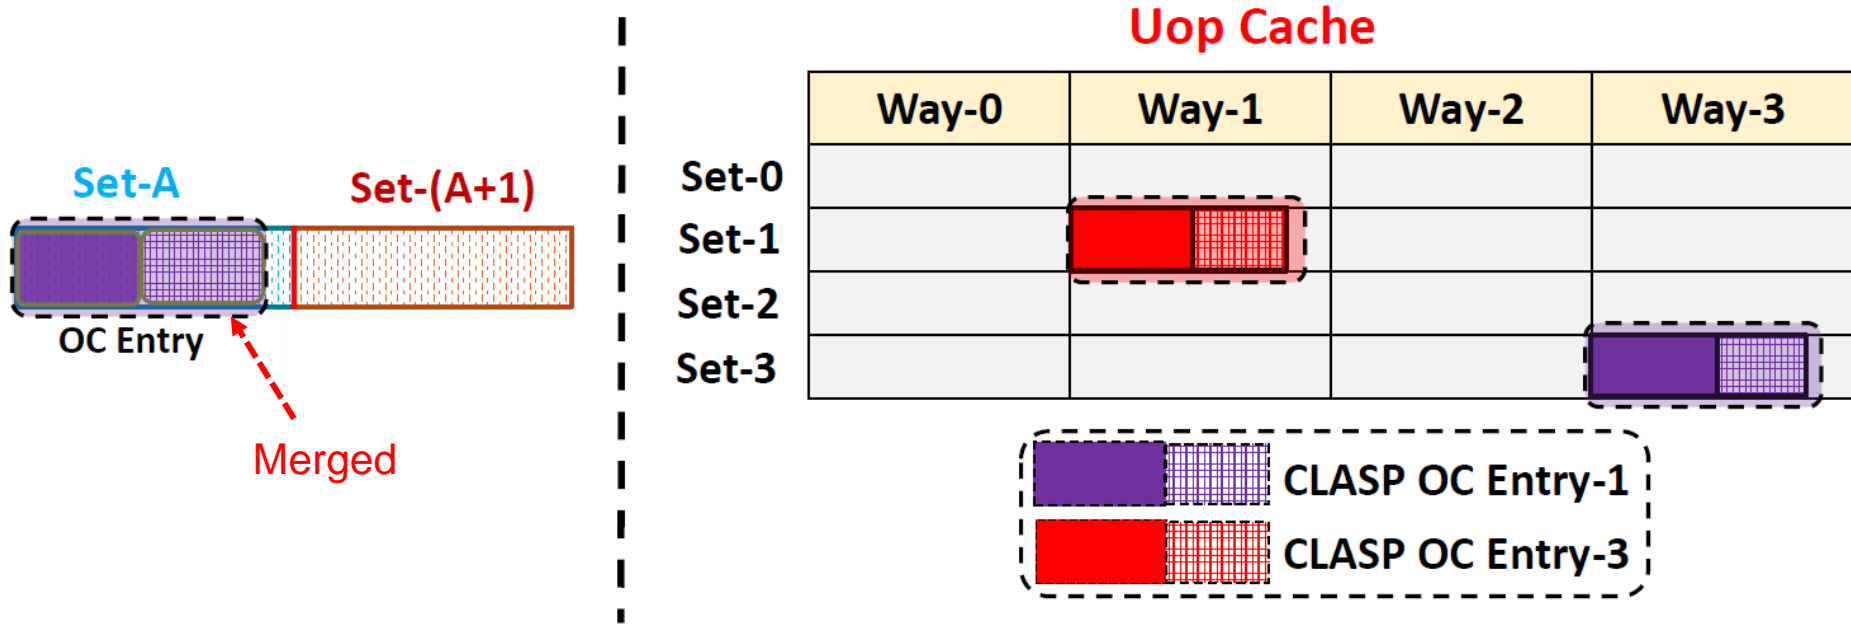 Uop Cache
Way-0 Way-1 Way-2 Way-3
Set-A Set-(A+1)
OC Entry
Merged
Set-0
Set-1
Set-2
Set-3
CLASP OC Entry-1
CLASP OC Entry-3